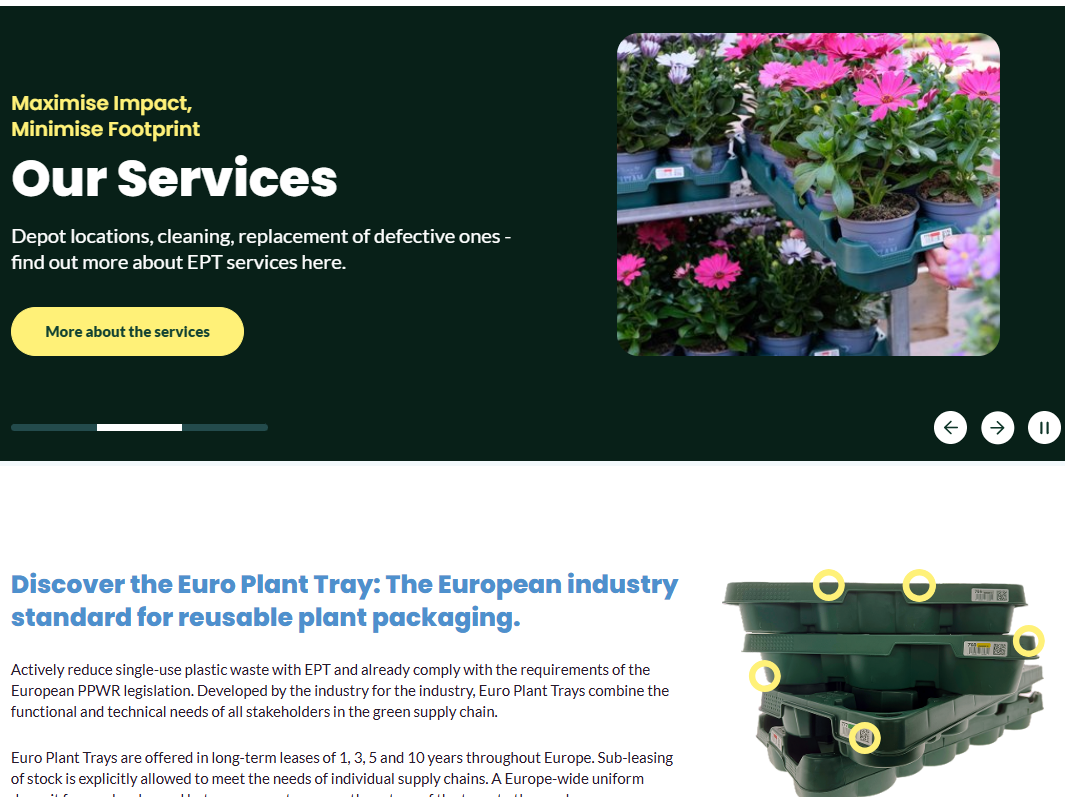 Maximise Impact,
Minimise Footprint
Our Services
Depot locations, cleaning, replacement of defective ones -
find out more about EPT services here.
More about the services
Discover the Euro Plant Tray: The European industry
standard for reusable plant packaging.
Actively reduce single-use plastic waste with EPT and already comply with the requirements of the
European PPWR legislation. Developed by the industry for the industry, Euro Plant Trays combine the
functional and technical needs of all stakeholders in the green supply chain.
Euro Plant Trays are offered in long-term leases of 1, 3, 5 and 10 years throughout Europe. Sub-leasing
of stock is explicitly allowed to meet the needs of individual supply chains. A Europe-wide uniform